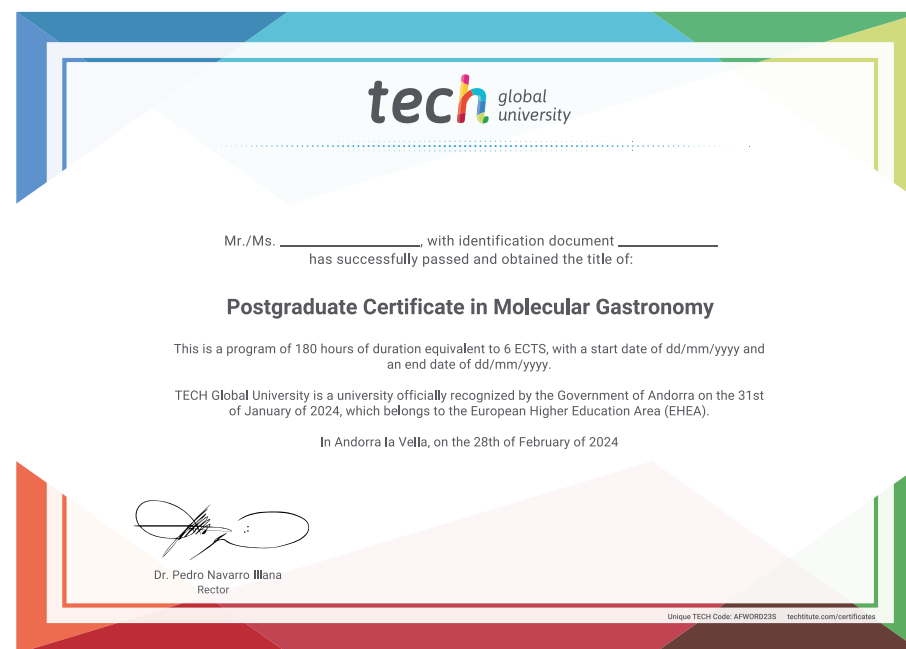 tech global university
Mr./Ms. ____________, with identification document ____________
has successfully passed and obtained the title of:
Postgraduate Certificate in Molecular Gastronomy
This is a program of 180 hours of duration equivalent to 6 ECTS, with a start date of dd/mm/yyyy and
an end date of dd/mm/yyyy.
TECH Global University is a university officially recognized by the Government of Andorra on the 31st
of January of 2024, which belongs to the European Higher Education Area (EHEA).
In Andorra la Vella, on the 28th of February of 2024
Dr. Pedro Navarro Illana
Rector
Unique TECH Code: AFWORD23S techtitute.com/certificates